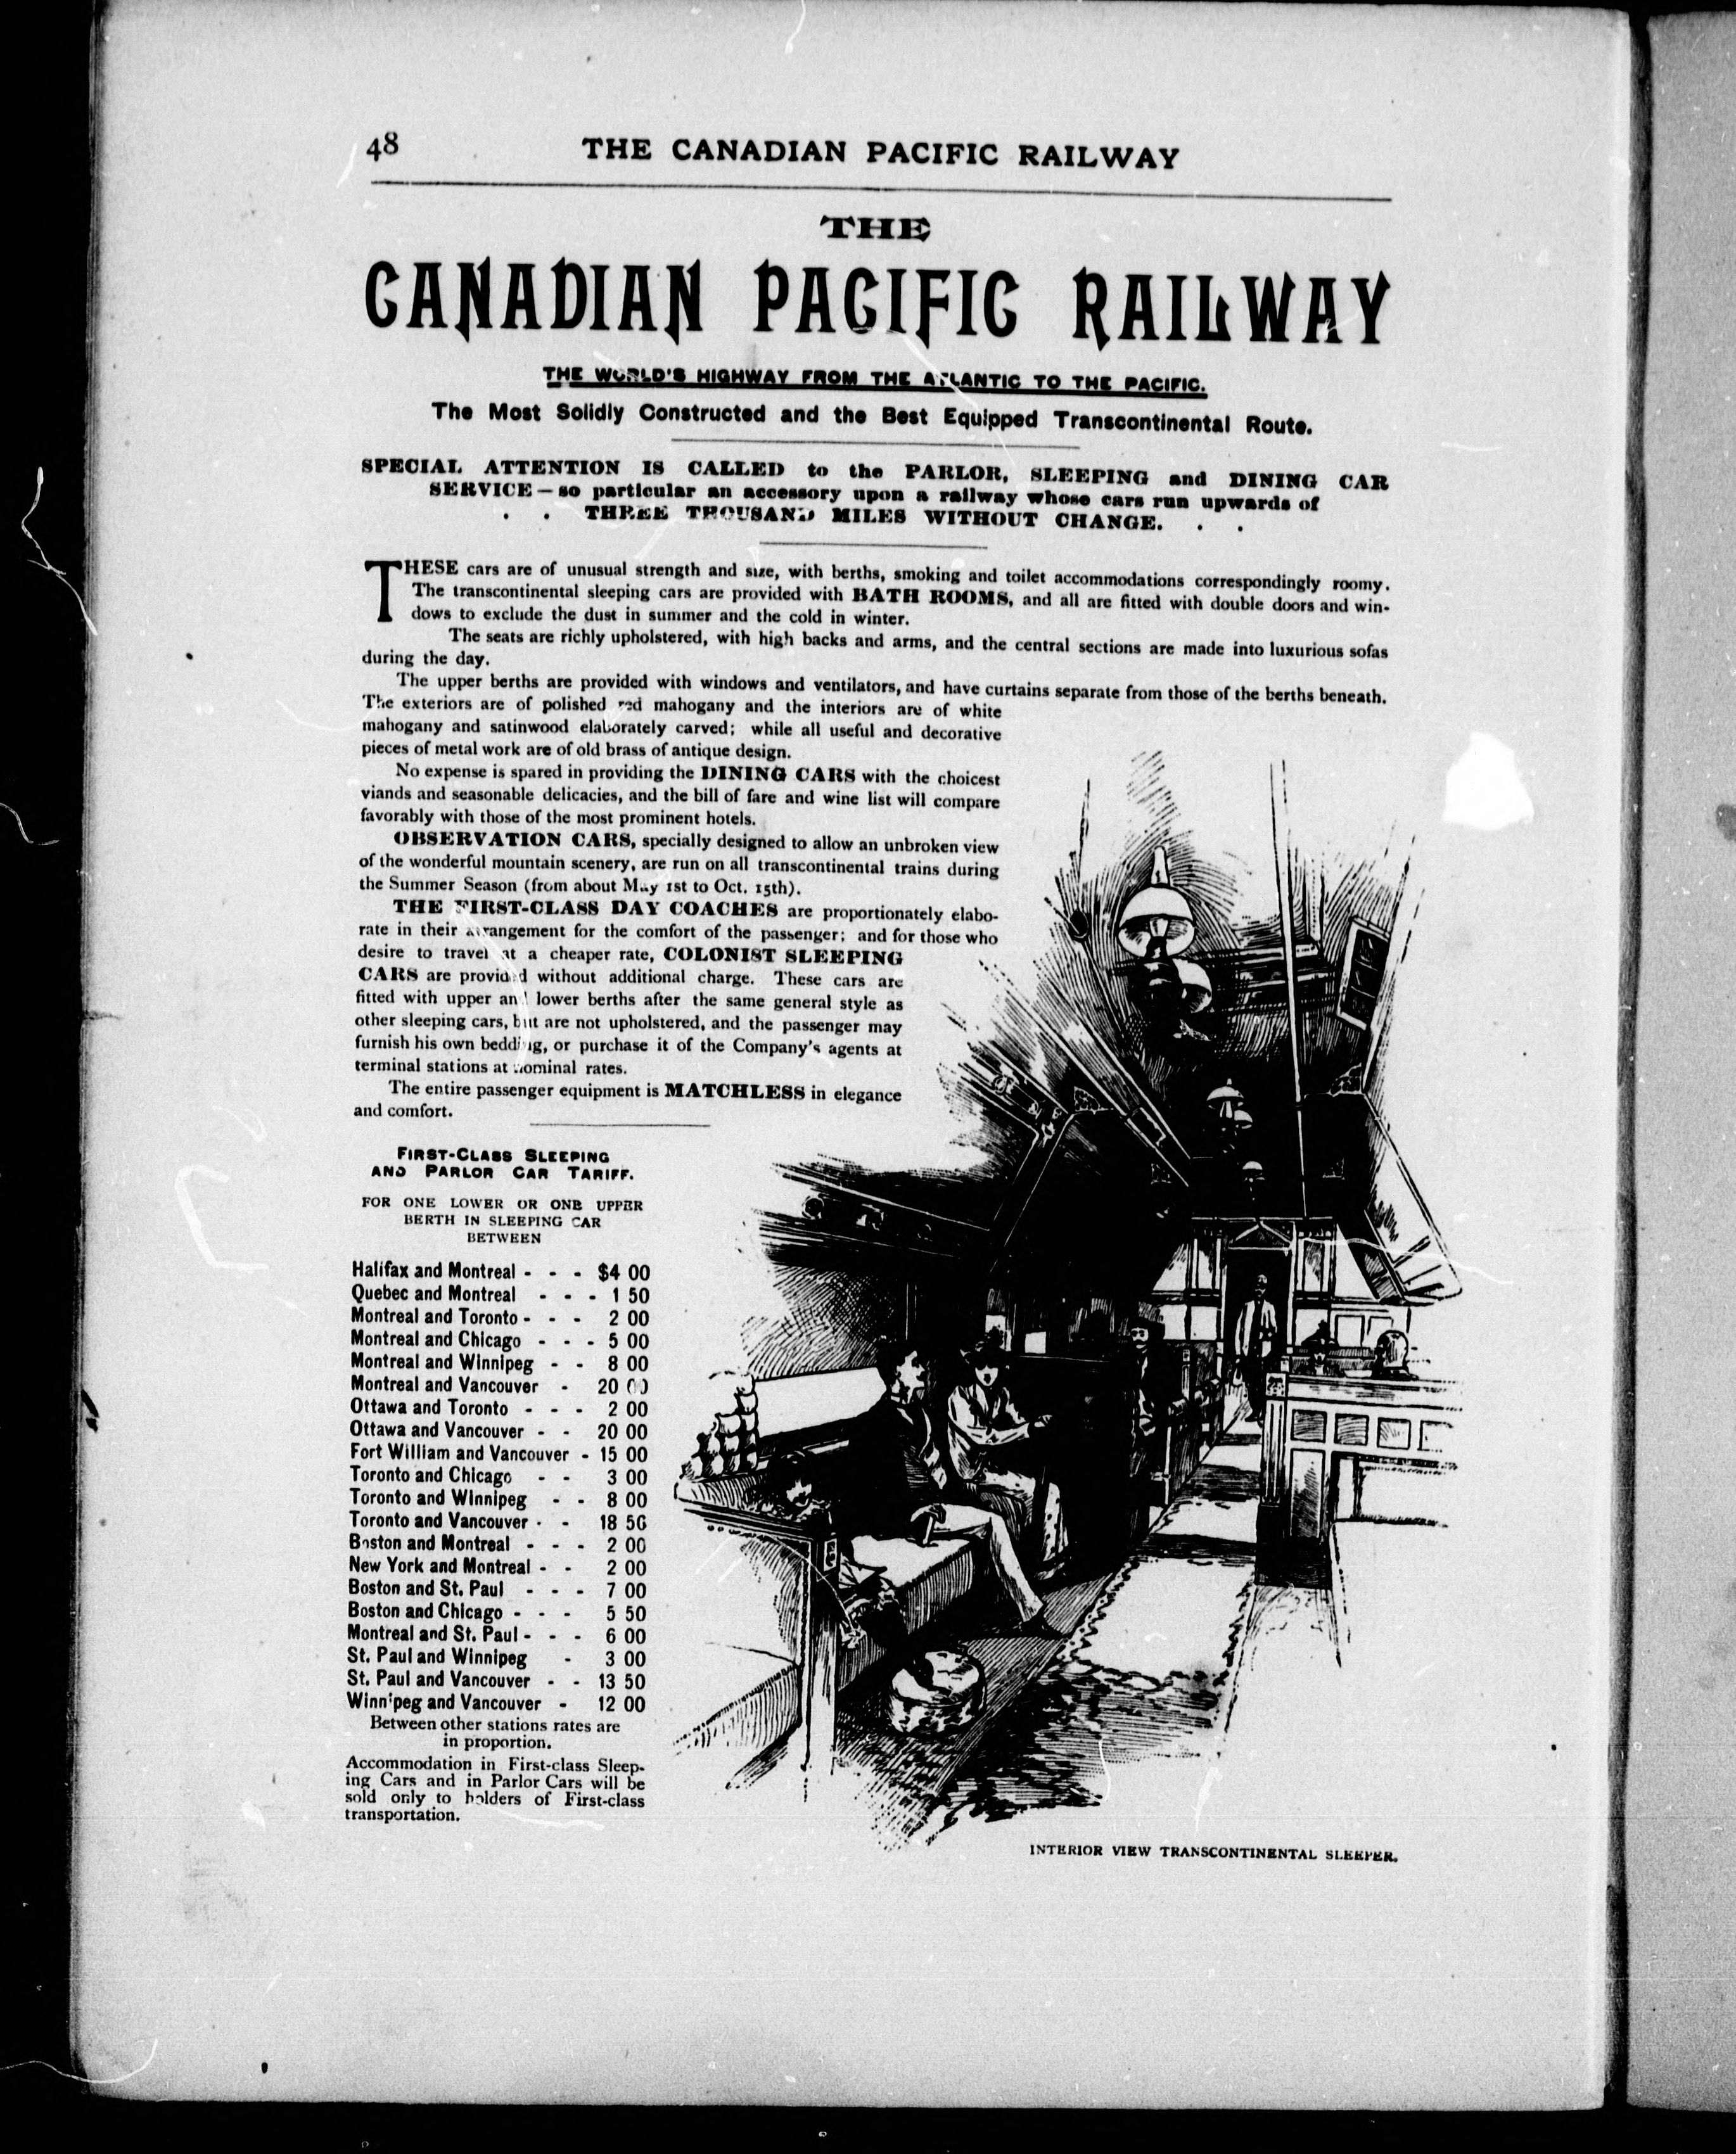 48 THE CANADIAN PACIFIC RAILWAY
THE
CANADIAN PACIFIC RAILWAY
THE WORLD'S HIGHWAY FROM THE ATLANTIC TO THE PACIFIC.
The Most Solidly Constructed and the Best Equipped Transcontinental Route.
SPECIAL ATTENTION IS CALLED to the PARLOR, SLEEPING and DINING CAR
SERVICE—so particular an accessory upon a railway whose cars run upwards of
. . THREE THOUSAND MILES WITHOUT CHANGE. . .
THESE cars are of unusual strength and size, with berths, smoking and toilet accommodations correspondingly roomy.
The transcontinental sleeping cars are provided with BATH ROOMS, and all are fitted with double doors and win-
dows to exclude the dust in summer and the cold in winter.
The seats are richly upholstered, with high backs and arms, and the central sections are made into luxurious sofas
during the day.
The upper berths are provided with windows and ventilators, and have curtains separate from those of the berths beneath.
The exteriors are of polished red mahogany and the interiors are of white
mahogany and satinwood elaborately carved; while all useful and decorative
pieces of metal work are of old brass of antique design.
No expense is spared in providing the DINING CARS with the choicest
viands and seasonable delicacies, and the bill of fare and wine list will compare
favorably with those of the most prominent hotels.
OBSERVATION CARS, specially designed to allow an unbroken view
of the wonderful mountain scenery, are run on all transcontinental trains during
the Summer Season (from about May 1st to Oct. 15th).
THE FIRST-CLASS DAY COACHES are proportionately elabo-
rate in their arrangement for the comfort of the passenger; and for those who
desire to travel at a cheaper rate, COLONIST SLEEPING
CARS are provided without additional charge. These cars are
fitted with upper and lower berths after the same general style as
other sleeping cars, but are not upholstered, and the passenger may
furnish his own bedding, or purchase it of the Company's agents at
terminal stations at nominal rates.
The entire passenger equipment is MATCHLESS in elegance
and comfort.
FIRST-CLASS SLEEPING
AND PARLOR CAR TARIFF.
FOR ONE LOWER OR ONE UPPER
BERTH IN SLEEPING CAR
BETWEEN
Halifax and Montreal - - - $4 00
Quebec and Montreal - - - 1 50
Montreal and Toronto - - - 2 00
Montreal and Chicago - - - 5 00
Montreal and Winnipeg - - 8 00
Montreal and Vancouver - 20 00
Ottawa and Toronto - - - 2 00
Ottawa and Vancouver - - 20 00
Fort William and Vancouver - 15 00
Toronto and Chicago - - 3 00
Toronto and Winnipeg - - 8 00
Toronto and Vancouver - - 18 50
Boston and Montreal - - - 2 00
New York and Montreal - - 2 00
Boston and St. Paul - - - 7 00
Boston and Chicago - - - 5 50
Montreal and St. Paul - - - 6 00
St. Paul and Winnipeg - 3 00
St. Paul and Vancouver - - 13 50
Winnipeg and Vancouver - 12 00
Between other stations rates are
in proportion.
Accommodation in First-class Sleep-
ing Cars and in Parlor Cars will be
sold only to holders of First-class
transportation.
INTERIOR VIEW TRANSCONTINENTAL SLEEPER.